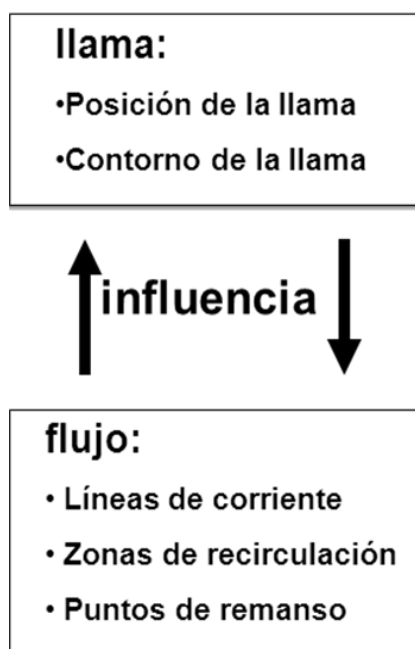 llama:
•Posición de la llama
•Contorno de la llama
influencia
flujo:
• Líneas de corriente
• Zonas de recirculación
• Puntos de remanso